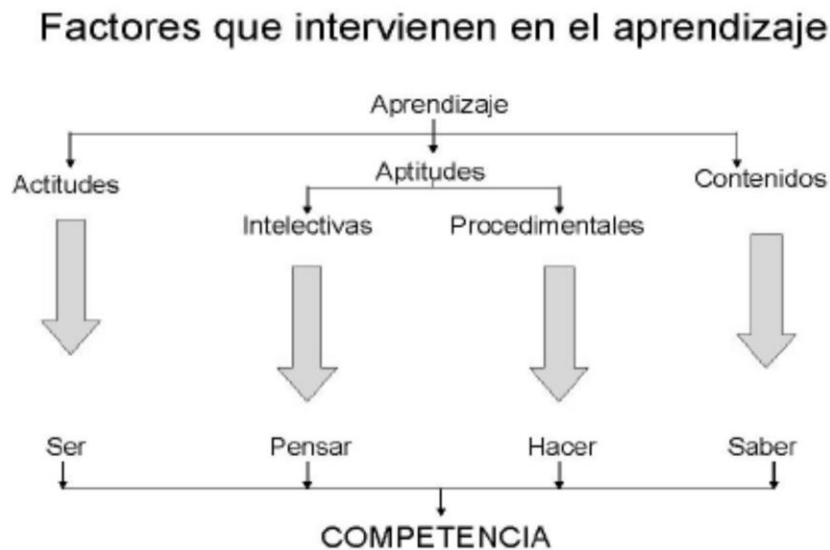 Factores que intervienen en el aprendizaje
Aprendizaje
Actitudes
Aptitudes
Contenidos
Intelectivas
Procedimentales
Ser
Pensar
Hacer
Saber
COMPETENCIA